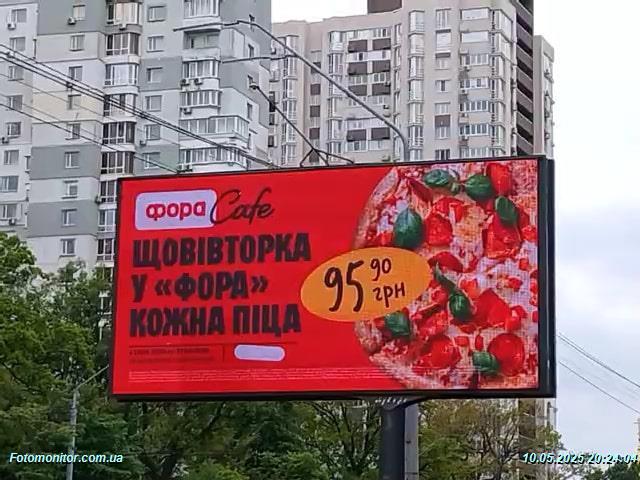 фора Cafe
ЩОВІВТОРКА
У «ФОРА»
КОЖНА ПІЦА
95 90
грн
Fotomonitor.com.ua
10.05.2025 20:24:04